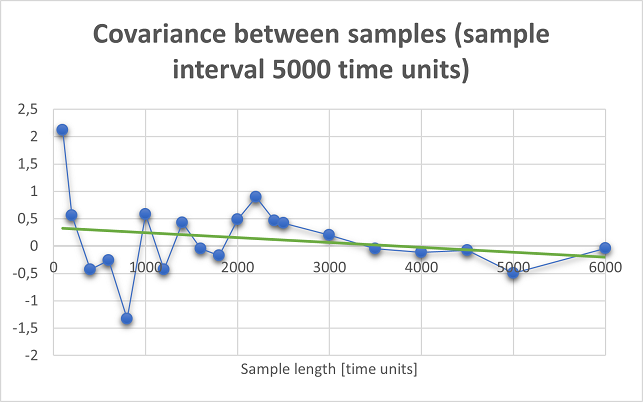 Covariance between samples (sample
interval 5000 time units)
2,5
2
1,5
1
0,5
0
0 1000 2000 3000 4000 5000 6000
-0,5
-1
-1,5
-2
Sample length [time units]